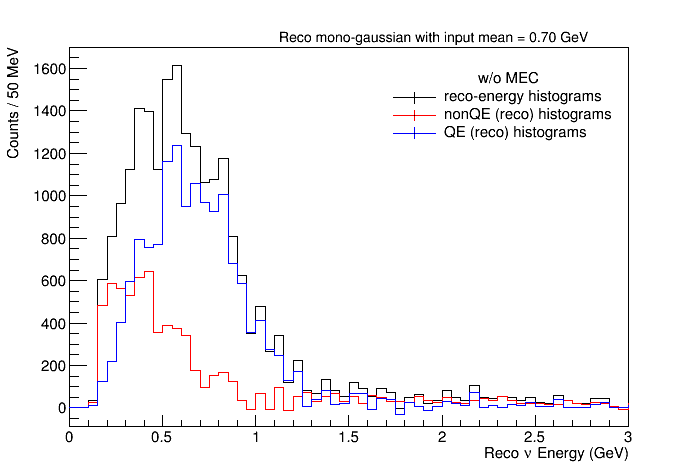 Reco mono-gaussian with input mean = 0.70 GeV
Counts / 50 MeV
w/o MEC
reco-energy histograms
nonQE (reco) histograms
QE (reco) histograms
1600
1400
1200
1000
800
600
400
200
0
0 0.5 1 1.5 2 2.5 3
Reco ν Energy (GeV)